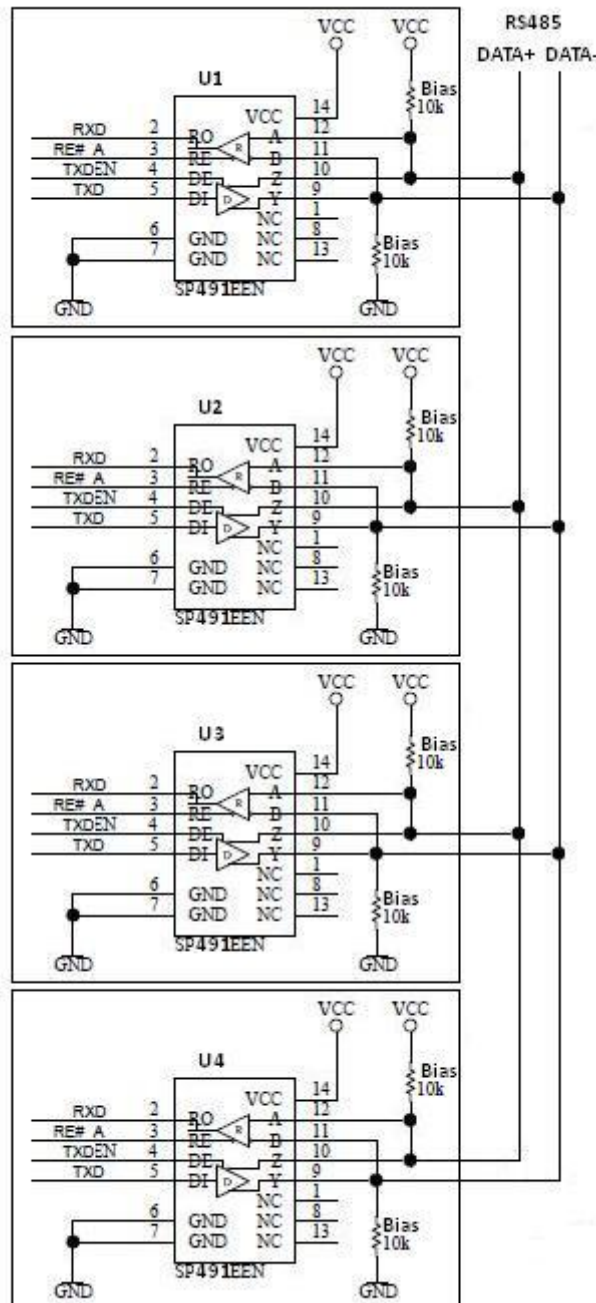 RS485
DATA+ DATA-
VCC VCC
U1
Bias
10k
VCC 14
RXD 2 RO A 12
RE# A 3 RE B 11
TXDEN 4 DE Z 10
TXD 5 DI Y 9
NC 1
6 GND NC 8
7 GND NC 13
Bias
10k
SP491EEN
GND GND
VCC VCC
U2
Bias
10k
VCC 14
RXD 2 RO A 12
RE# A 3 RE B 11
TXDEN 4 DE Z 10
TXD 5 DI Y 9
NC 1
6 GND NC 8
7 GND NC 13
Bias
10k
SP491EEN
GND GND
VCC VCC
U3
Bias
10k
VCC 14
RXD 2 RO A 12
RE# A 3 RE B 11
TXDEN 4 DE Z 10
TXD 5 DI Y 9
NC 1
6 GND NC 8
7 GND NC 13
Bias
10k
SP491EEN
GND GND
VCC VCC
U4
Bias
10k
VCC 14
RXD 2 RO A 12
RE# A 3 RE B 11
TXDEN 4 DE Z 10
TXD 5 DI Y 9
NC 1
6 GND NC 8
7 GND NC 13
Bias
10k
SP491EEN
GND GND
R
D
R
D
R
D
R
D